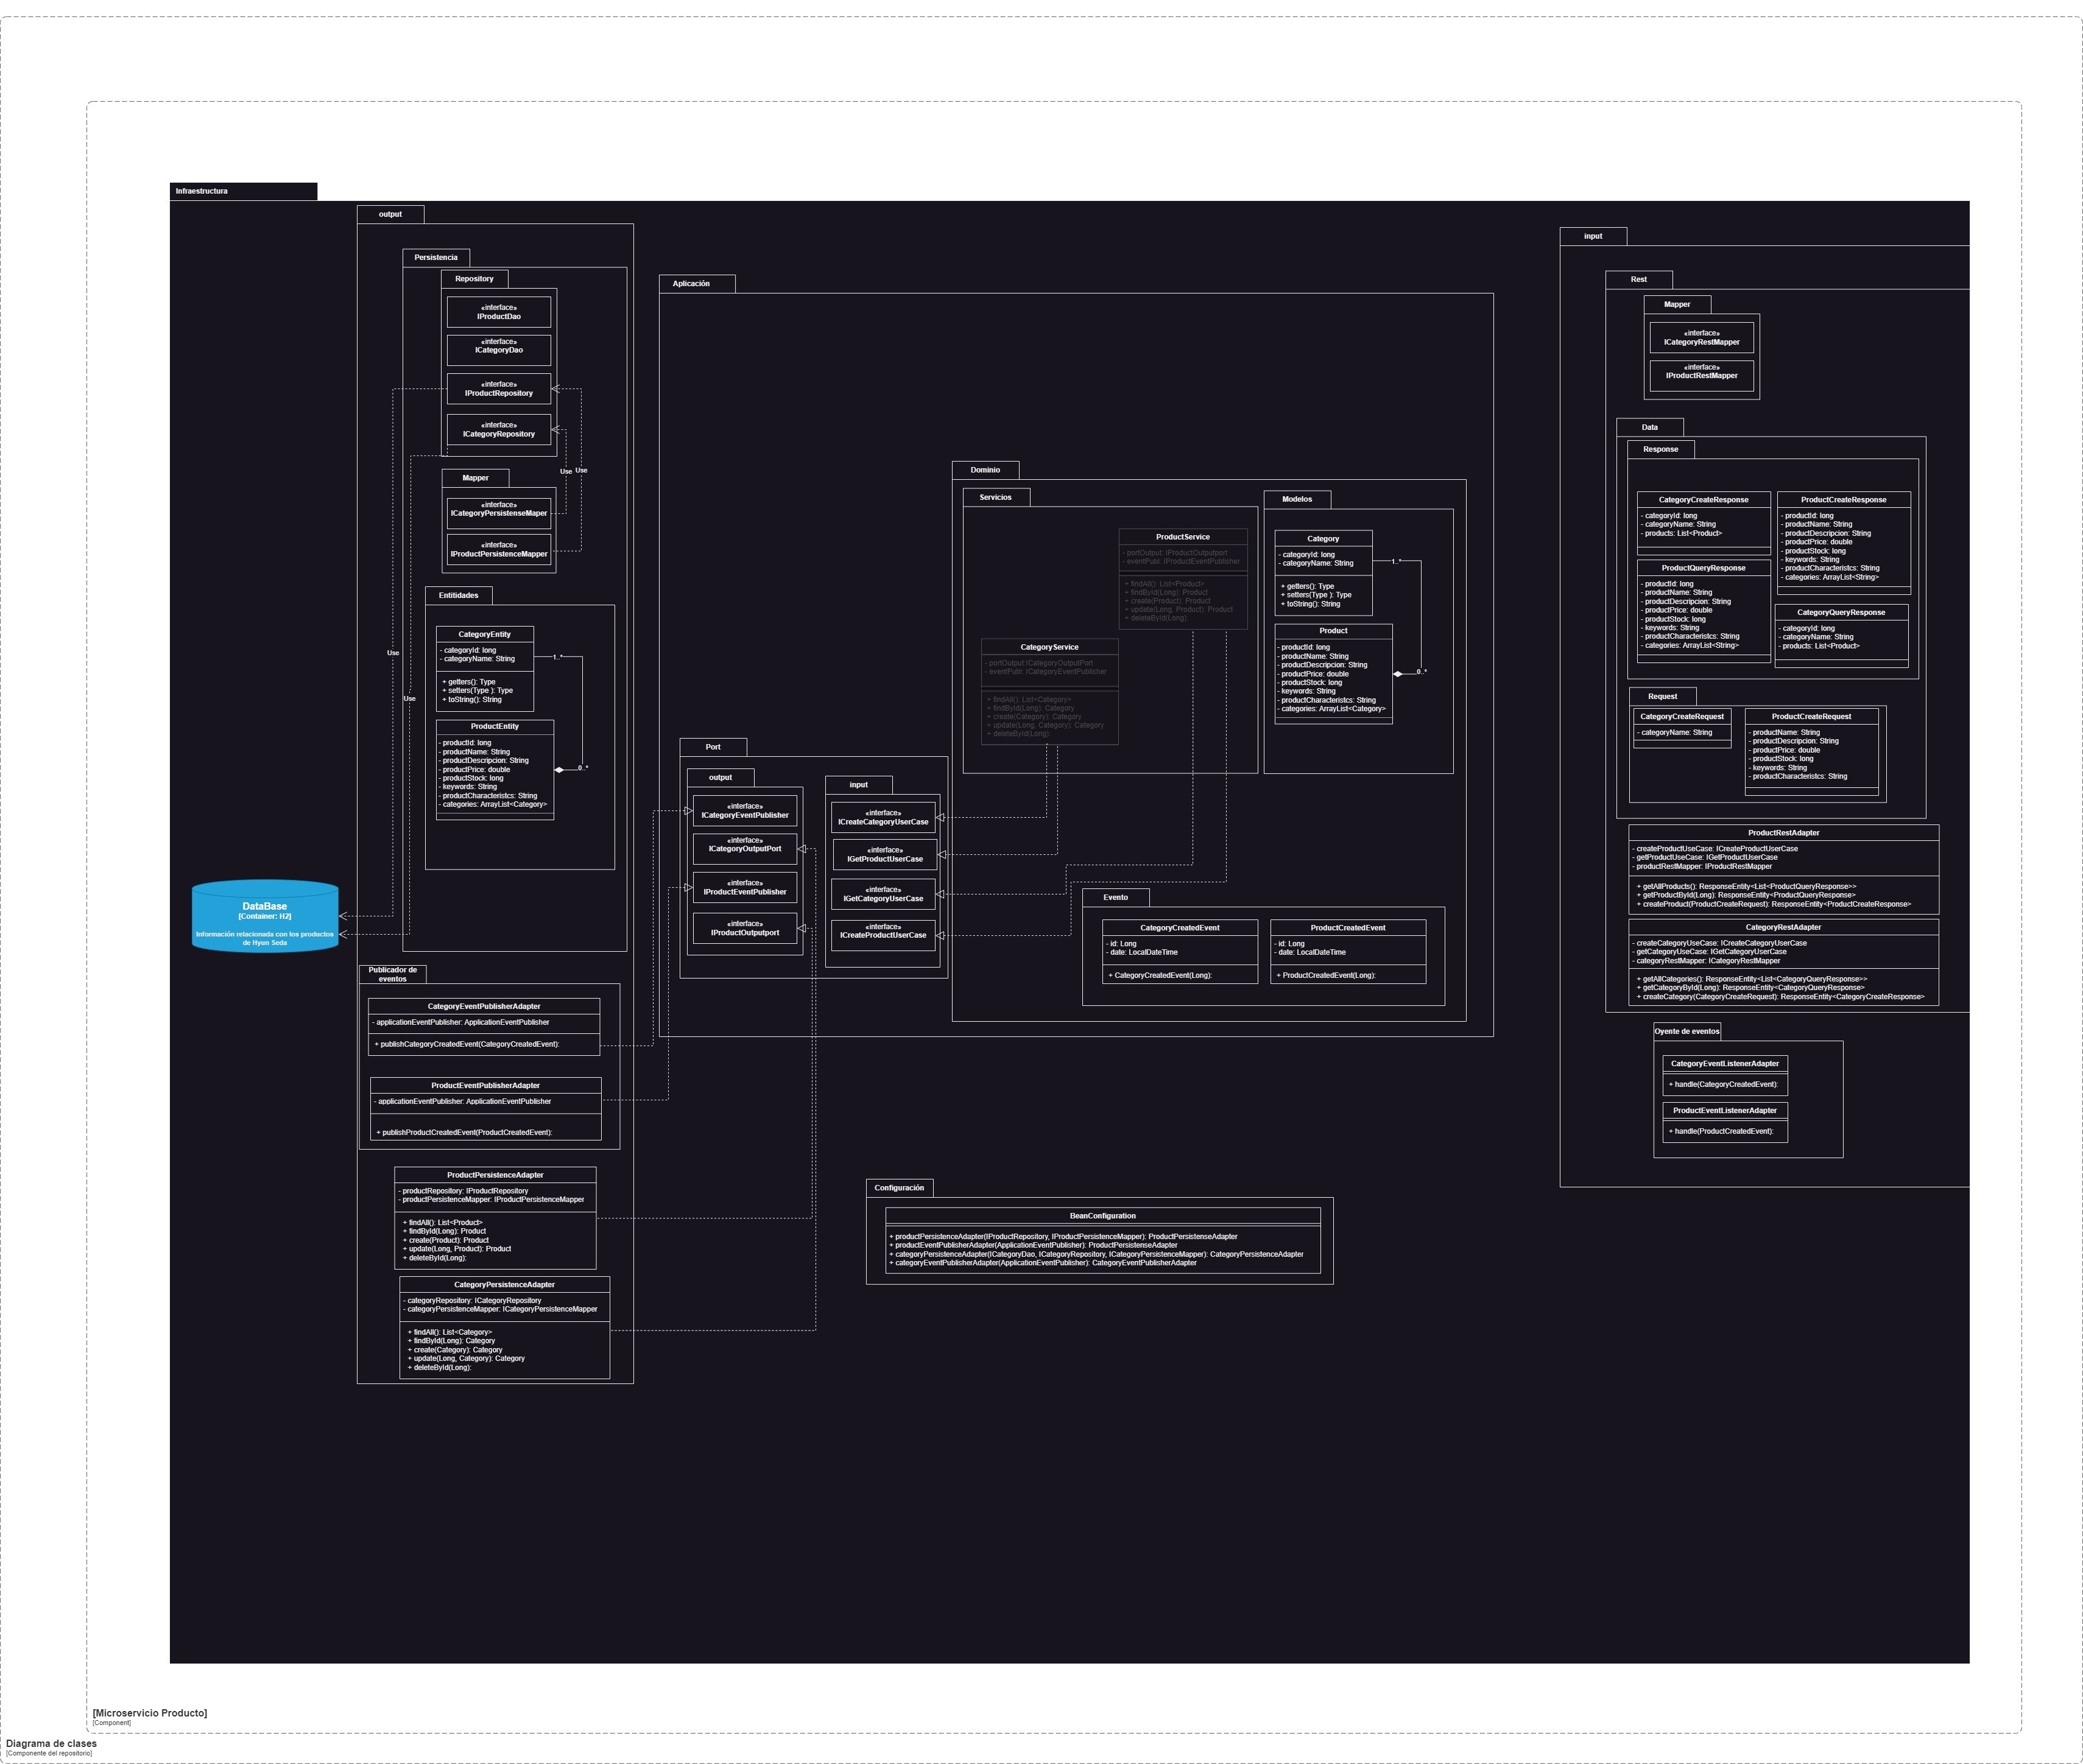 Infraestructura
output
Persistencia
Repository
«interface»
IProductDao
«interface»
ICategoryDao
«interface»
IProductRepository
«interface»
ICategoryRepository
Use
Use
Mapper
«interface»
ICategoryPersistenseMaper
«interface»
IProductPersistenceMapper
Entidades
CategoryEntity
- categoryId: long
- categoryName: String
+ getters(): Type
+ setters(Type ): Type
+ toString(): String
1..*
ProductEntity
- productId: long
- productName: String
- productDescripcion: String
- productPrice: double
- productStock: long
- keywords: String
- productCharacteristcs: String
- categories: ArrayList<Category>
0..*
Use
Use
DataBase
[Container: H2]
Información relacionada con los productos
de Hyun Seda
Publicador de
eventos
CategoryEventPublisherAdapter
- applicationEventPublisher: ApplicationEventPublisher
+ publishCategoryCreatedEvent(CategoryCreatedEvent):
ProductEventPublisherAdapter
- applicationEventPublisher: ApplicationEventPublisher
+ publishProductCreatedEvent(ProductCreatedEvent):
ProductPersistenceAdapter
- productRepository: IProductRepository
- productPersistenceMapper: IProductPersistenceMapper
+ findAll(): List<Product>
+ findById(Long): Product
+ create(Product): Product
+ update(Long, Product): Product
+ deleteById(Long):
CategoryPersistenceAdapter
- categoryRepository: ICategoryRepository
- categoryPersistenceMapper: ICategoryPersistenceMapper
+ findAll(): List<Category>
+ findById(Long): Category
+ create(Category): Category
+ update(Long, Category): Category
+ deleteById(Long):
Aplicación
Port
output
«interface»
ICategoryEventPublisher
«interface»
ICategoryOutputPort
«interface»
IProductEventPublisher
«interface»
IProductOutputport
input
«interface»
ICreateCategoryUserCase
«interface»
IGetProductUserCase
«interface»
IGetCategoryUserCase
«interface»
ICreateProductUserCase
Dominio
Servicios
ProductService
- portOutput: IProductOutputport
- eventPubl: IProductEventPublisher
+ findAll(): List<Product>
+ findById(Long): Product
+ create(Product): Product
+ update(Long, Product): Product
+ deleteById(Long):
CategoryService
- portOutput:ICategoryOutputPort
- eventPublr: ICategoryEventPublisher
+ findAll(): List<Category>
+ findById(Long): Category
+ create(Category): Category
+ update(Long, Category): Category
+ deleteById(Long):
Modelos
Category
- categoryId: long
- categoryName: String
+ getters(): Type
+ setters(Type ): Type
+ toString(): String
1..*
Product
- productId: long
- productName: String
- productDescripcion: String
- productPrice: double
- productStock: long
- keywords: String
- productCharacteristcs: String
- categories: ArrayList<Category>
0..*
Evento
CategoryCreatedEvent
- id: Long
- date: LocalDateTime
+ CategoryCreatedEvent(Long):
ProductCreatedEvent
- id: Long
- date: LocalDateTime
+ ProductCreatedEvent(Long):
Configuración
BeanConfiguration
+ productPersistenceAdapter(IProductRepository, IProductPersistenceMapper): ProductPersistenseAdapter
+ productEventPublisherAdapter(ApplicationEventPublisher): ProductPersistenseAdapter
+ categoryPersistenceAdapter(ICategoryDao, ICategoryRepository, ICategoryPersistenceMapper): CategoryPersistenceAdapter
+ categoryEventPublisherAdapter(ApplicationEventPublisher): CategoryEventPublisherAdapter
input
Rest
Mapper
«interface»
ICategoryRestMapper
«interface»
IProductRestMapper
Data
Response
CategoryCreateResponse
- categoryId: long
- categoryName: String
- products: List<Product>
ProductCreateResponse
- productId: long
- productName: String
- productDescripcion: String
- productPrice: double
- productStock: long
- keywords: String
- productCharacteristcs: String
- categories: ArrayList<String>
ProductQueryResponse
- productId: long
- productName: String
- productDescripcion: String
- productPrice: double
- productStock: long
- keywords: String
- productCharacteristcs: String
- categories: ArrayList<String>
CategoryQueryResponse
- categoryId: long
- categoryName: String
- products: List<Product>
Request
CategoryCreateRequest
- categoryName: String
ProductCreateRequest
- productName: String
- productDescripcion: String
- productPrice: double
- productStock: long
- keywords: String
- productCharacteristcs: String
ProductRestAdapter
- createProductUseCase: ICreateProductUserCase
- getProductUseCase: IGetProductUserCase
- productRestMapper: IProductRestMapper
+ getAllProducts(): ResponseEntity<List<ProductQueryResponse>>
+ getProductById(Long): ResponseEntity<ProductQueryResponse>
+ createProduct(ProductCreateRequest): ResponseEntity<ProductCreateResponse>
CategoryRestAdapter
- createCategoryUseCase: ICreateCategoryUserCase
- getCategoryUseCase: IGetCategoryUserCase
- categoryRestMapper: ICategoryRestMapper
+ getAllCategories(): ResponseEntity<List<CategoryQueryResponse>>
+ getCategoryById(Long): ResponseEntity<CategoryQueryResponse>
+ createCategory(CategoryCreateRequest): ResponseEntity<CategoryCreateResponse>
Oyente de eventos
CategoryEventListenerAdapter
+ handle(CategoryCreatedEvent):
ProductEventListenerAdapter
+ handle(ProductCreatedEvent):
[Microservicio Producto]
[Component]
Diagrama de clases
[Componente del repositorio]